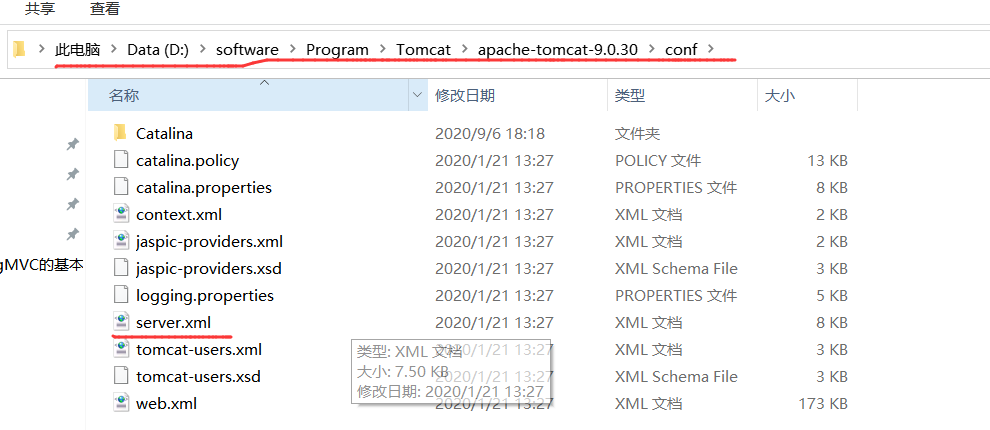 共享 查看
此电脑 > Data (D:) > software > Program > Tomcat > apache-tomcat-9.0.30 > conf >
名称 修改日期 类型 大小
Catalina 2020/9/6 18:18 文件夹
catalina.policy 2020/1/21 13:27 POLICY 文件 13 KB
catalina.properties 2020/1/21 13:27 PROPERTIES 文件 8 KB
context.xml 2020/1/21 13:27 XML 文档 2 KB
jaspic-providers.xml 2020/1/21 13:27 XML 文档 2 KB
gMVC的基本 jaspic-providers.xsd 2020/1/21 13:27 XML Schema File 3 KB
logging.properties 2020/1/21 13:27 PROPERTIES 文件 5 KB
server.xml 2020/1/21 13:27 XML 文档 8 KB
tomcat-users.xml 2020/1/21 13:27 XML 文档 3 KB
类型: XML 文档
大小: 7.50 KB
修改日期: 2020/1/21 13:27
tomcat-users.xsd 2020/1/21 13:27 XML Schema File 3 KB
web.xml 2020/1/21 13:27 XML 文档 173 KB